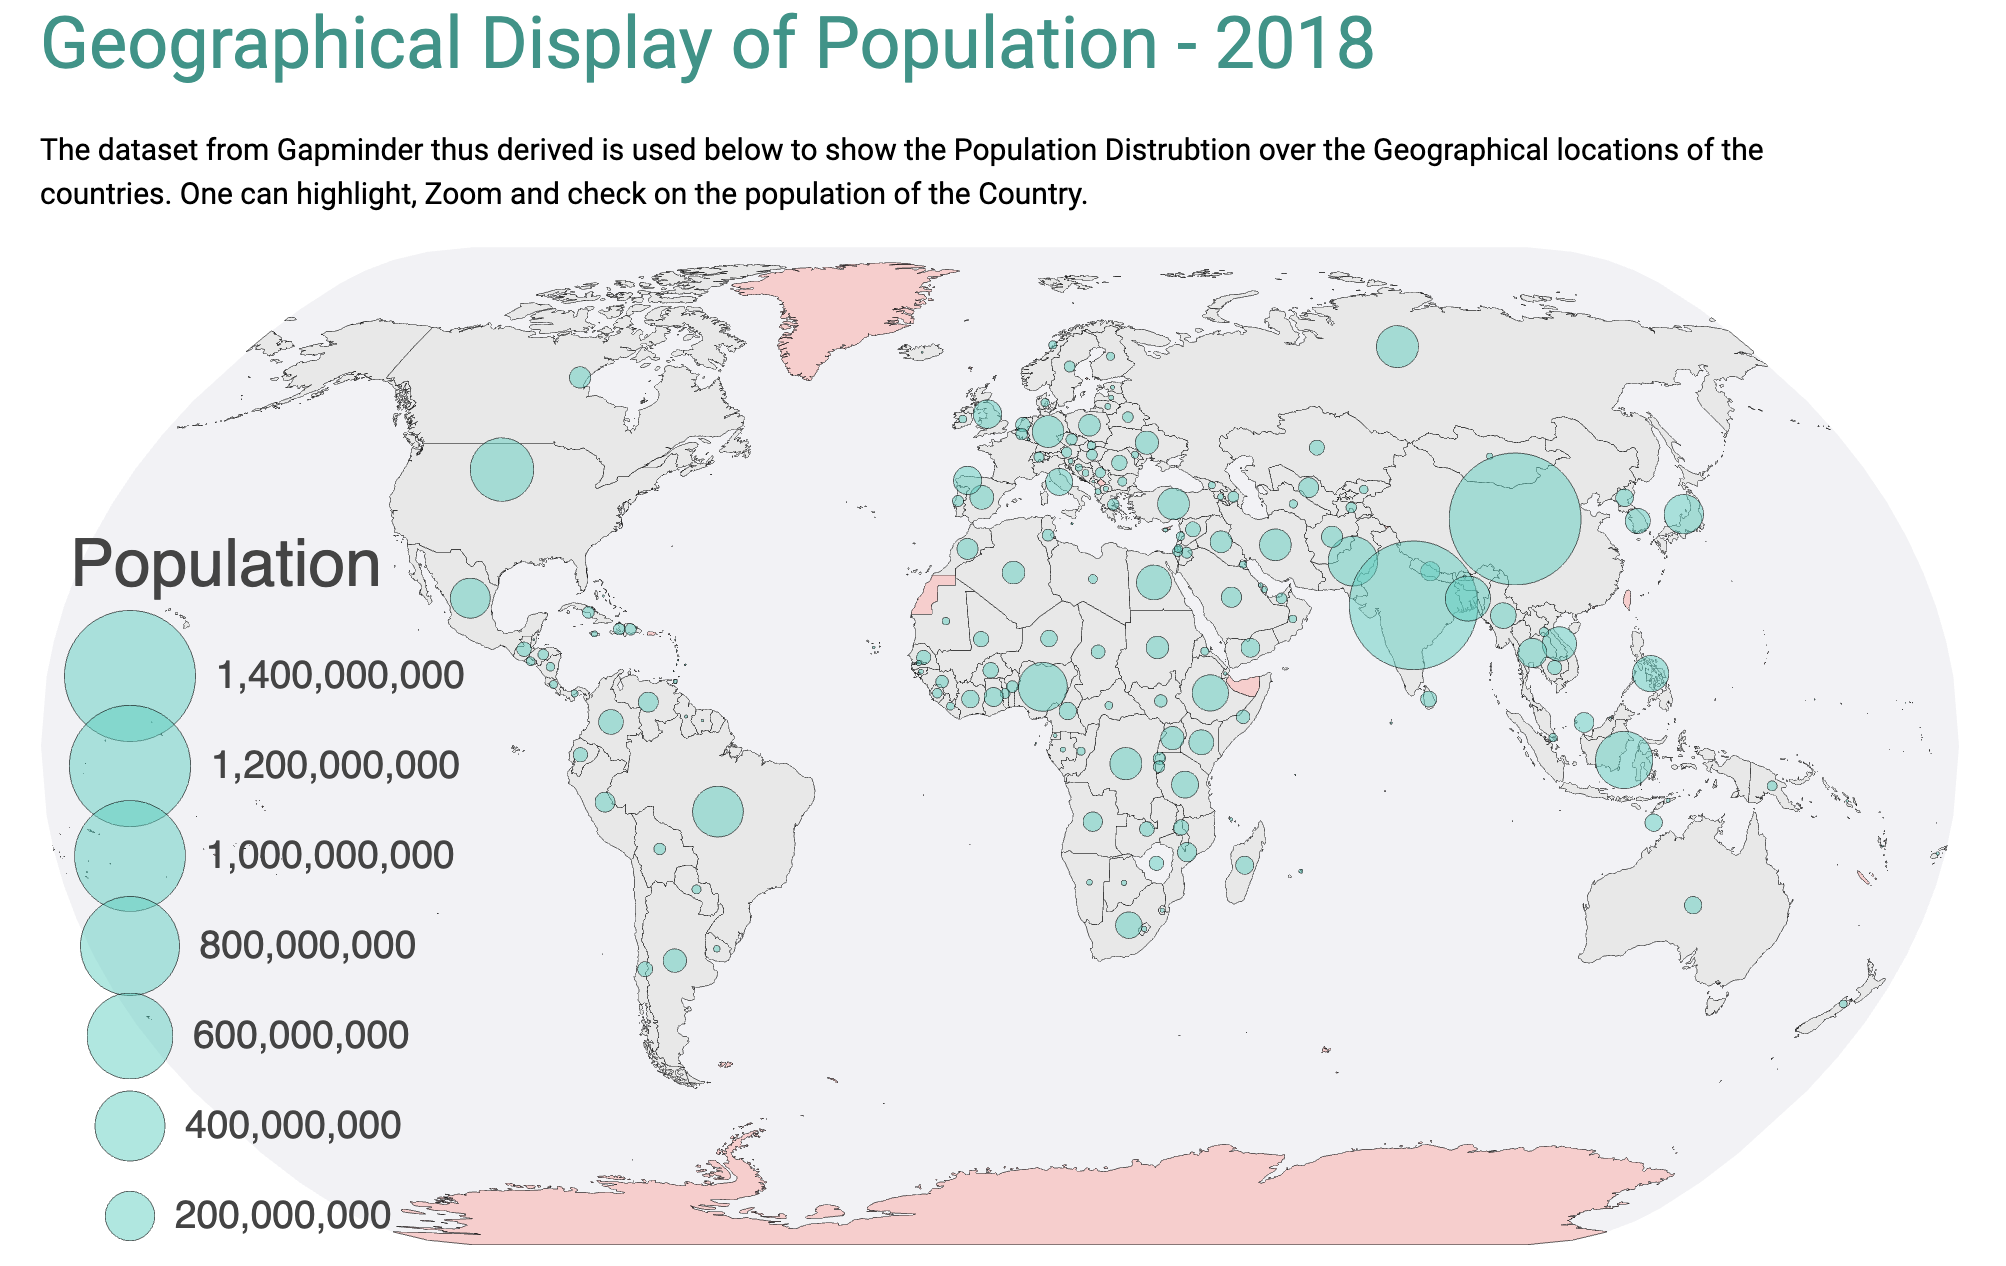 Geographical Display of Population - 2018
The dataset from Gapminder thus derived is used below to show the Population Distrubtion over the Geographical locations of the
countries. One can highlight, Zoom and check on the population of the Country.
Population
1,400,000,000
1,200,000,000
1,000,000,000
800,000,000
600,000,000
400,000,000
200,000,000